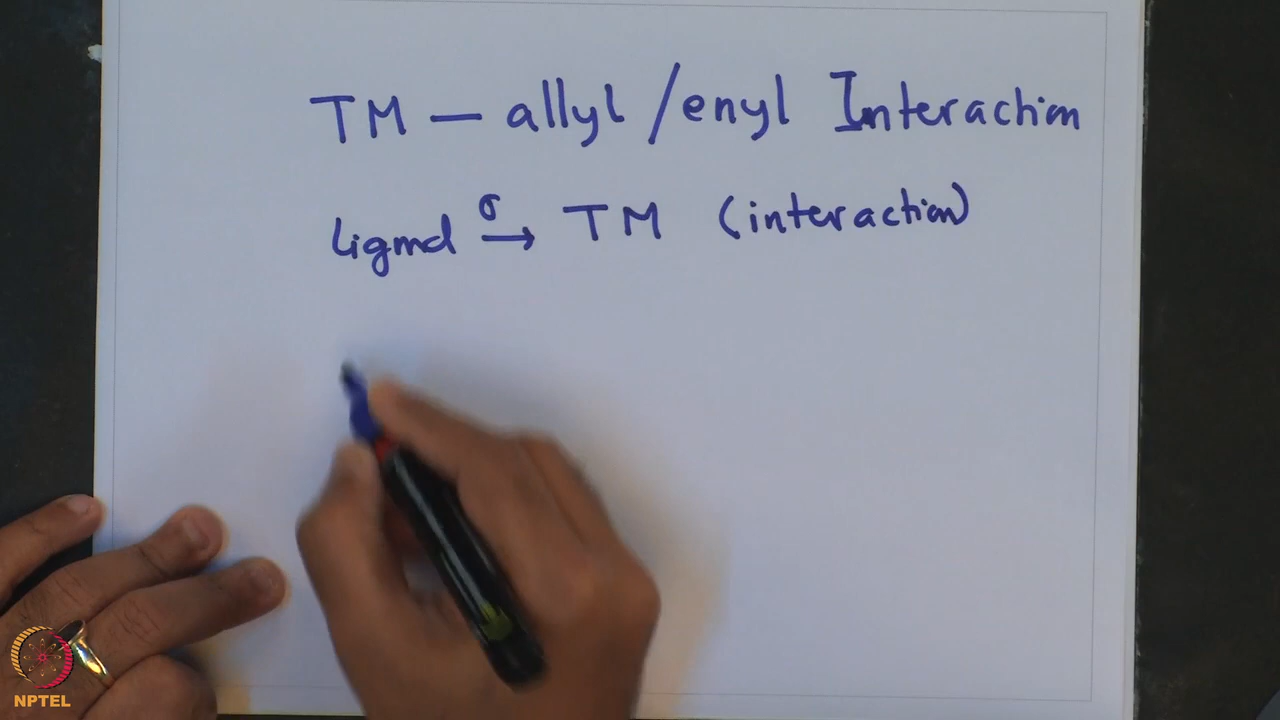 TM — allyl / enyl Interaction
ligand σ → TM (interaction)
NPTEL